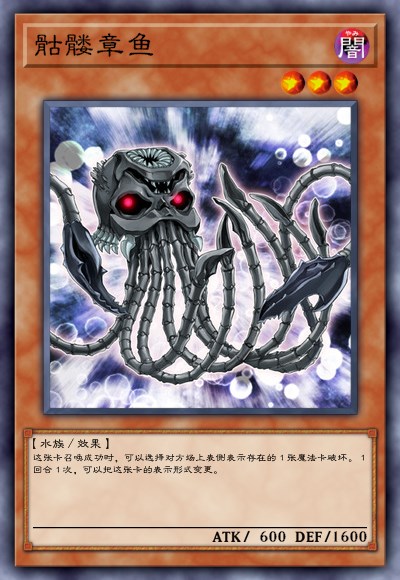 骷髅章鱼
やみ
闇
【水族／效果】
这张卡召唤成功时，可以选择对方场上表侧表示存在的1张魔法卡破坏。1
回合1次，可以把这张卡的表示形式变更。
ATK/ 600 DEF/1600